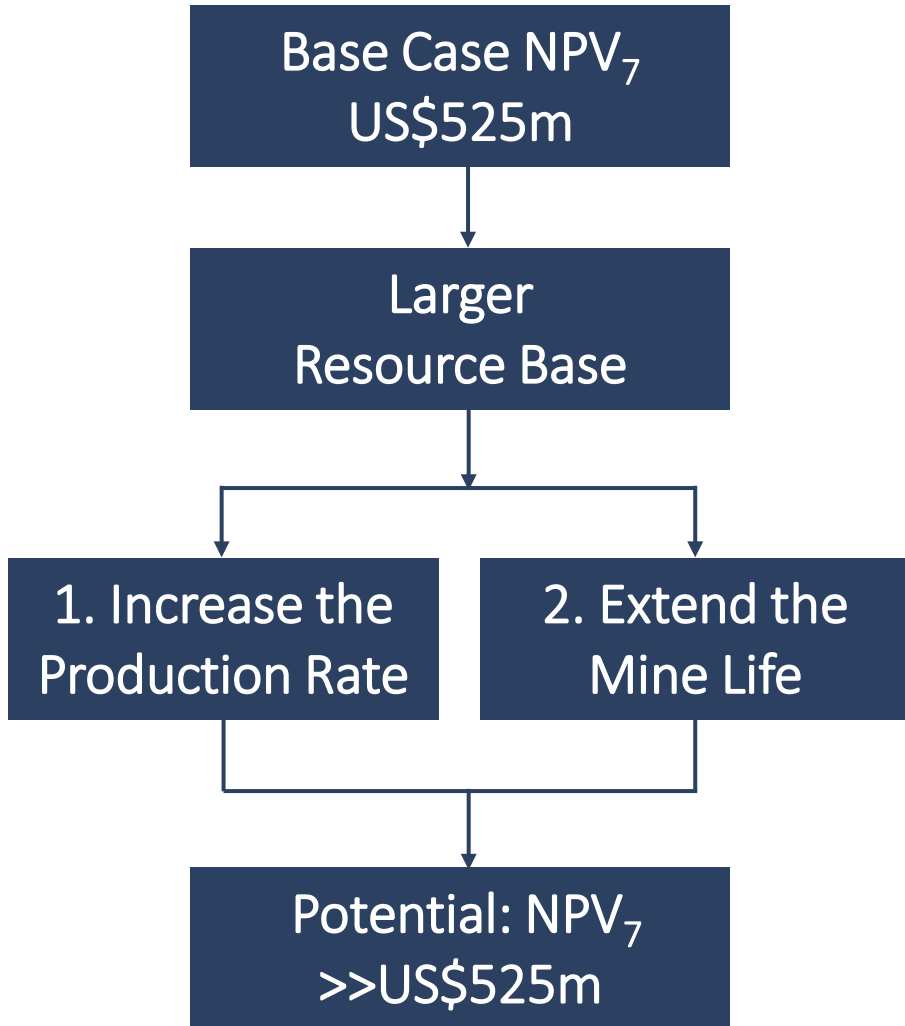 Base Case NPV₇
US$525m
Larger
Resource Base
1. Increase the
Production Rate
2. Extend the
Mine Life
Potential: NPV₇
>>US$525m